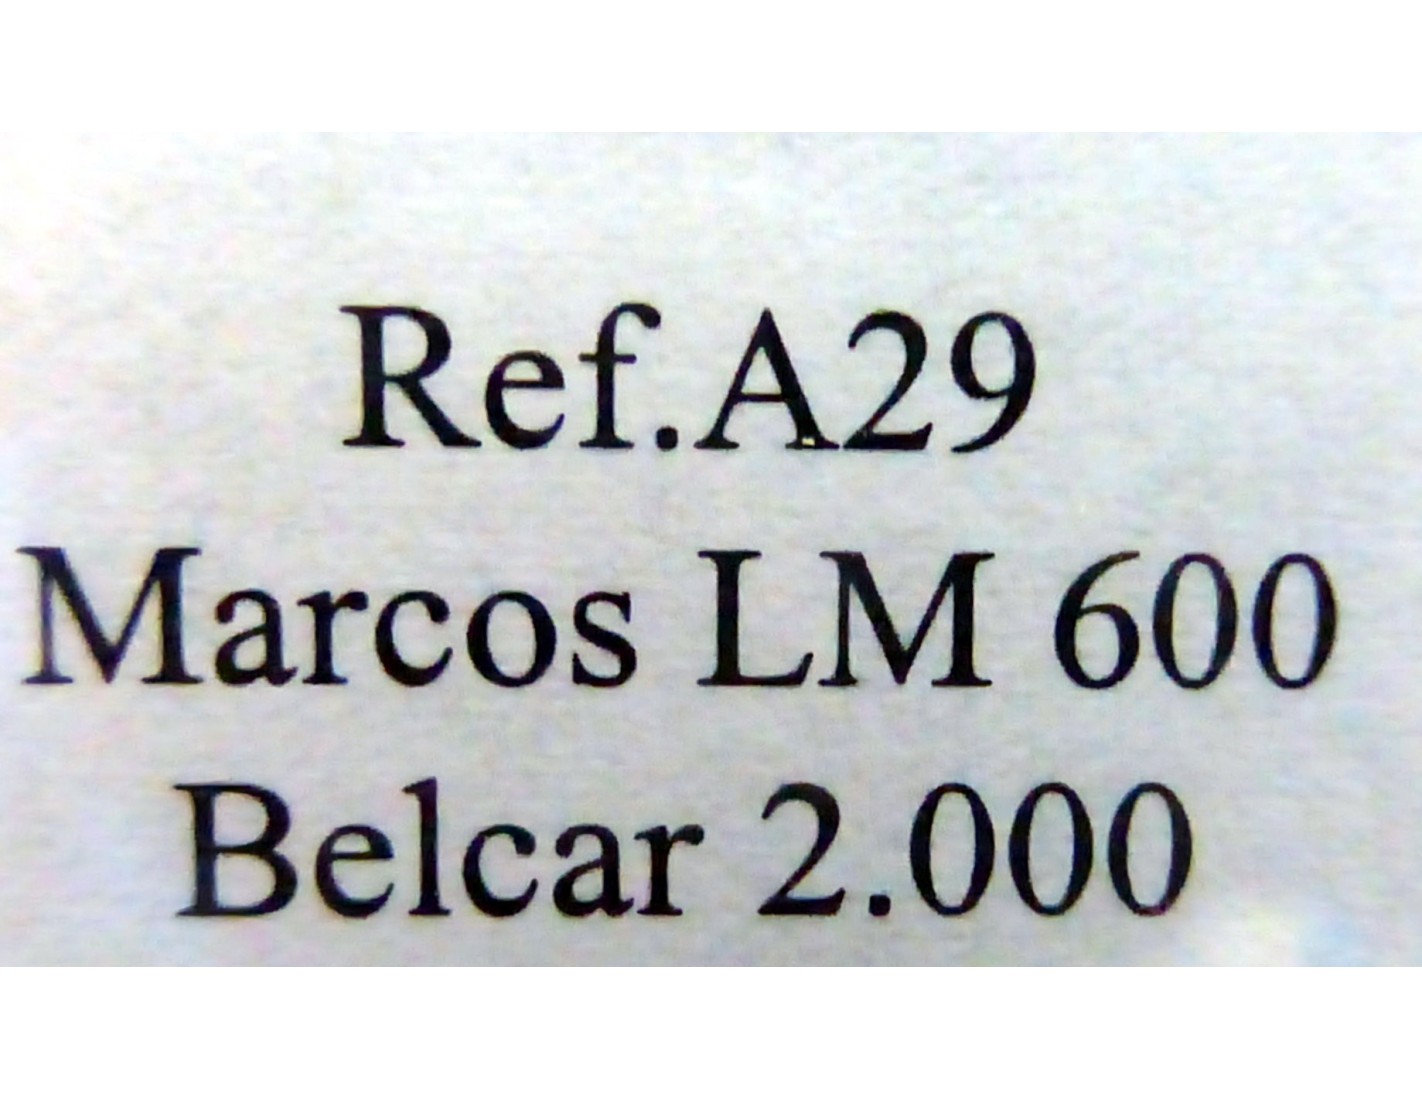 Ref.A29
Marcos LM 600
Belcar 2.000